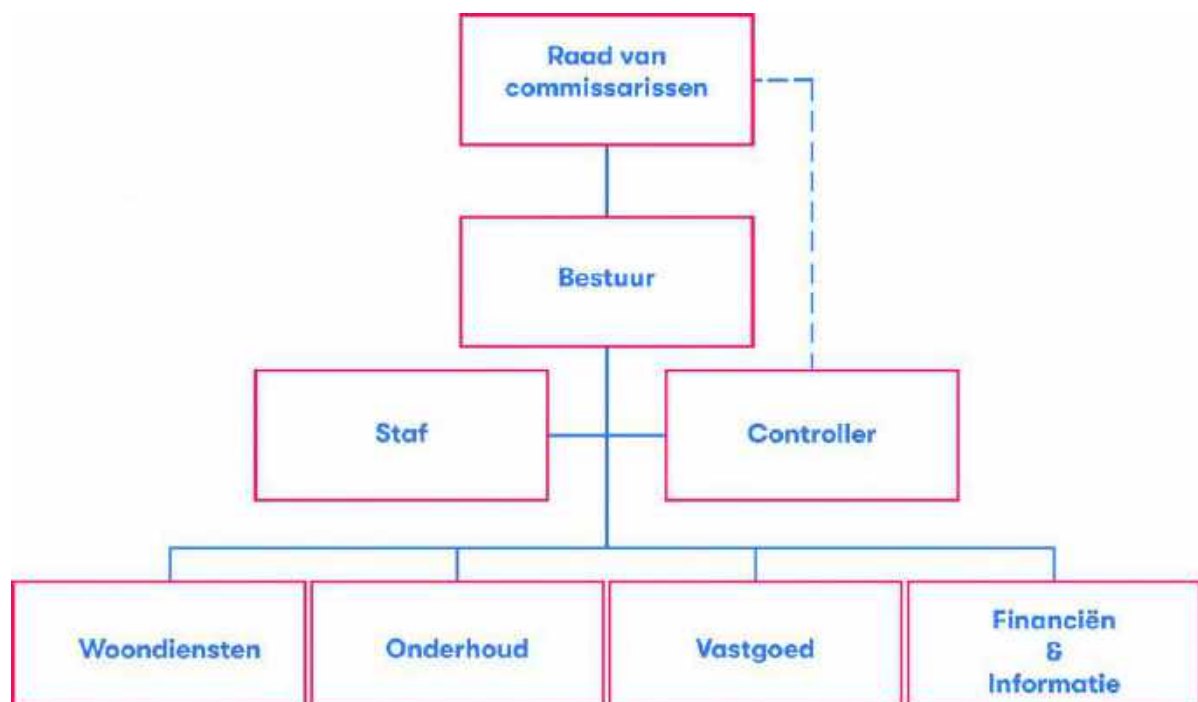 Raad van
commissarissen
Bestuur
Staf
Controller
Woondiensten
Onderhoud
Vastgoed
Financiën
&
Informatie